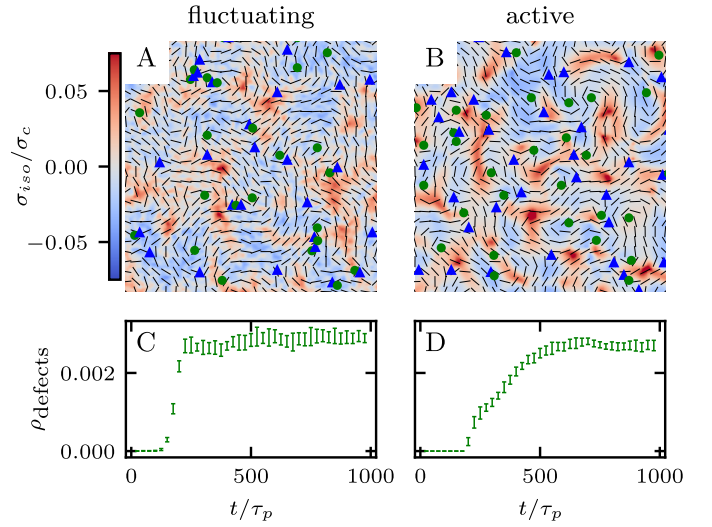 fluctuating active
A B
0.05
0.00
−0.05
σ_iso/σ_c
C D
0.002
0.000
ρ_defects
0 500 1000 0 500 1000
t/τ_p t/τ_p